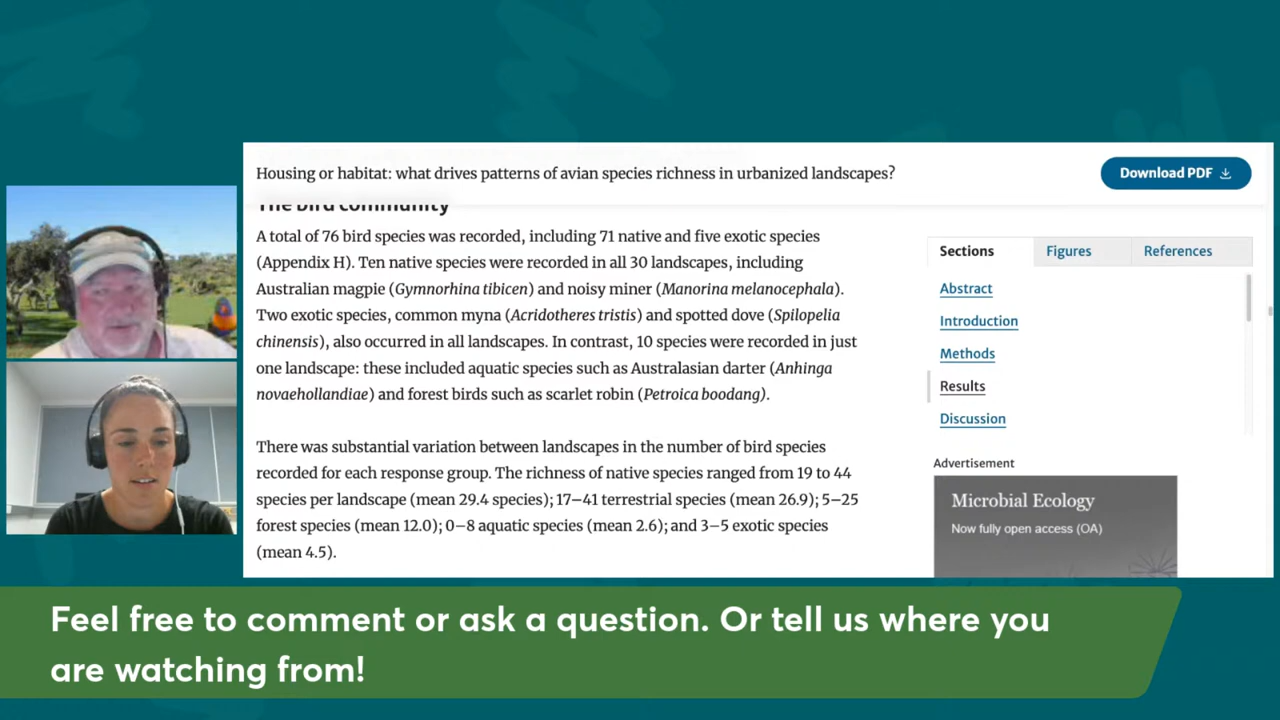 Housing or habitat: what drives patterns of avian species richness in urbanized landscapes?
Download PDF
The bird community
A total of 76 bird species was recorded, including 71 native and five exotic species
(Appendix H). Ten native species were recorded in all 30 landscapes, including
Australian magpie (Gymnorhina tibicen) and noisy miner (Manorina melanocephala).
Two exotic species, common myna (Acridotheres tristis) and spotted dove (Spilopelia
chinensis), also occurred in all landscapes. In contrast, 10 species were recorded in just
one landscape: these included aquatic species such as Australasian darter (Anhinga
novaehollandiae) and forest birds such as scarlet robin (Petroica boodang).
There was substantial variation between landscapes in the number of bird species
recorded for each response group. The richness of native species ranged from 19 to 44
species per landscape (mean 29.4 species); 17–41 terrestrial species (mean 26.9); 5–25
forest species (mean 12.0); 0–8 aquatic species (mean 2.6); and 3–5 exotic species
(mean 4.5).
Sections
Figures
References
Abstract
Introduction
Methods
Results
Discussion
Advertisement
Microbial Ecology
Now fully open access (OA)
Feel free to comment or ask a question. Or tell us where you
are watching from!